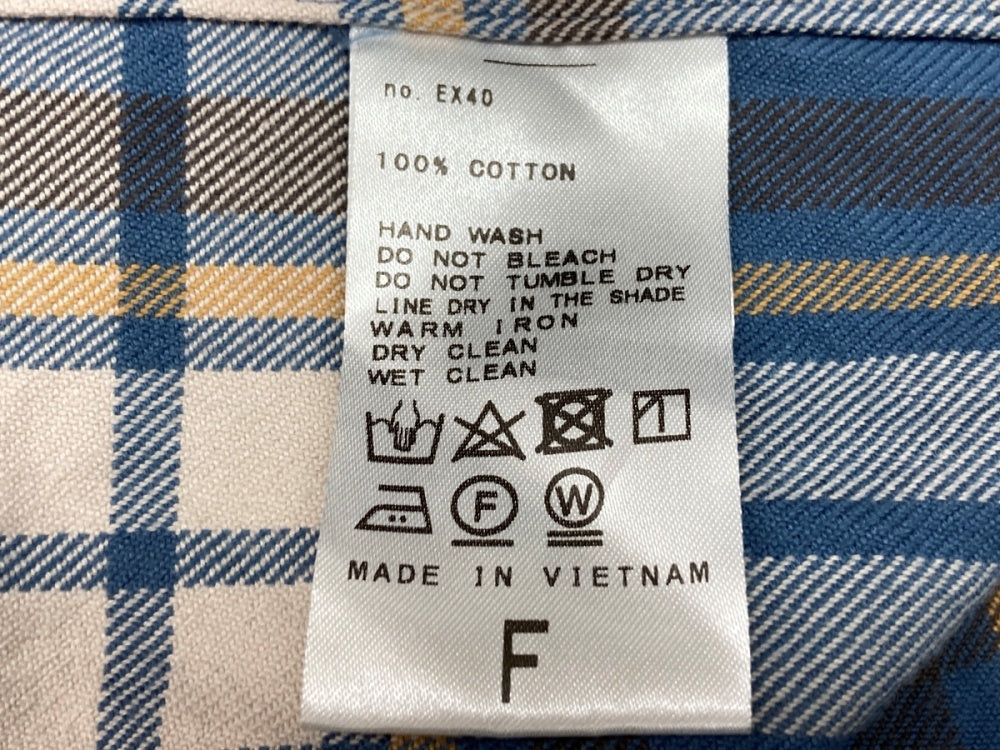 no. EX40
100% COTTON
HAND WASH
DO NOT BLEACH
DO NOT TUMBLE DRY
LINE DRY IN THE SHADE
WARM IRON
DRY CLEAN
WET CLEAN
F W
MADE IN VIETNAM
F